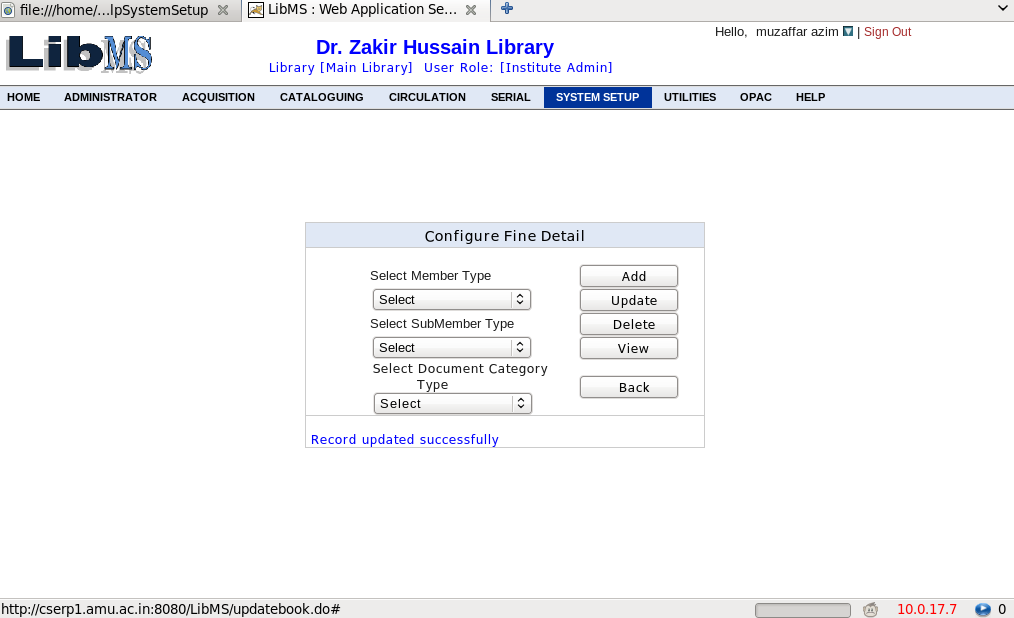 file:///home/...lpSystemSetup LibMS : Web Application Se...
LibMS
Hello, muzaffar azim | Sign Out
Dr. Zakir Hussain Library
Library [Main Library] User Role: [Institute Admin]
HOME ADMINISTRATOR ACQUISITION CATALOGUING CIRCULATION SERIAL SYSTEM SETUP UTILITIES OPAC HELP
Configure Fine Detail
Select Member Type Add
Select Update
Select SubMember Type Delete
Select View
Select Document Category
Type Back
Select
Record updated successfully
http://cserp1.amu.ac.in:8080/LibMS/updatebook.do# 10.0.17.7 0